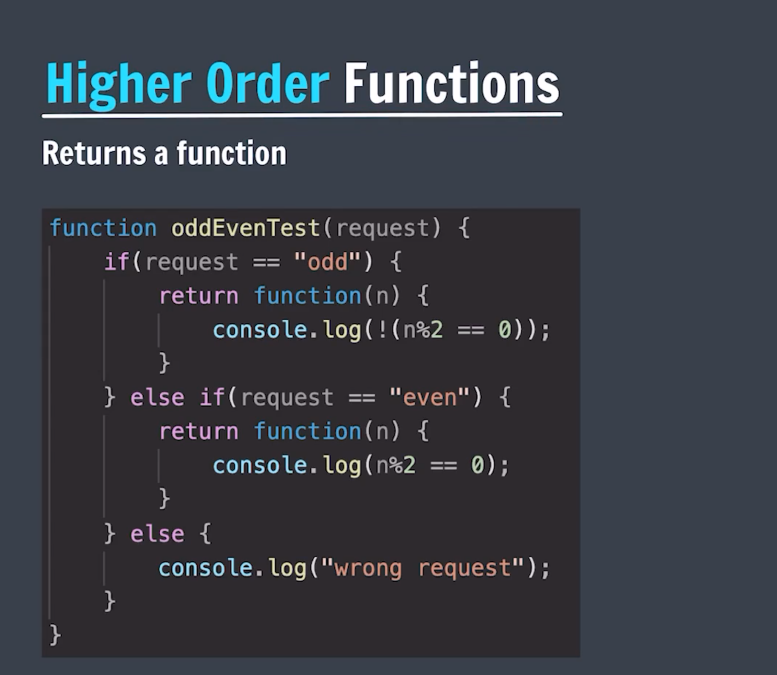 Higher Order Functions
Returns a function
function oddEvenTest(request) {
    if(request == "odd") {
        return function(n) {
            console.log(!(n%2 == 0));
        }
    } else if(request == "even") {
        return function(n) {
            console.log(n%2 == 0);
        }
    } else {
        console.log("wrong request");
    }
}